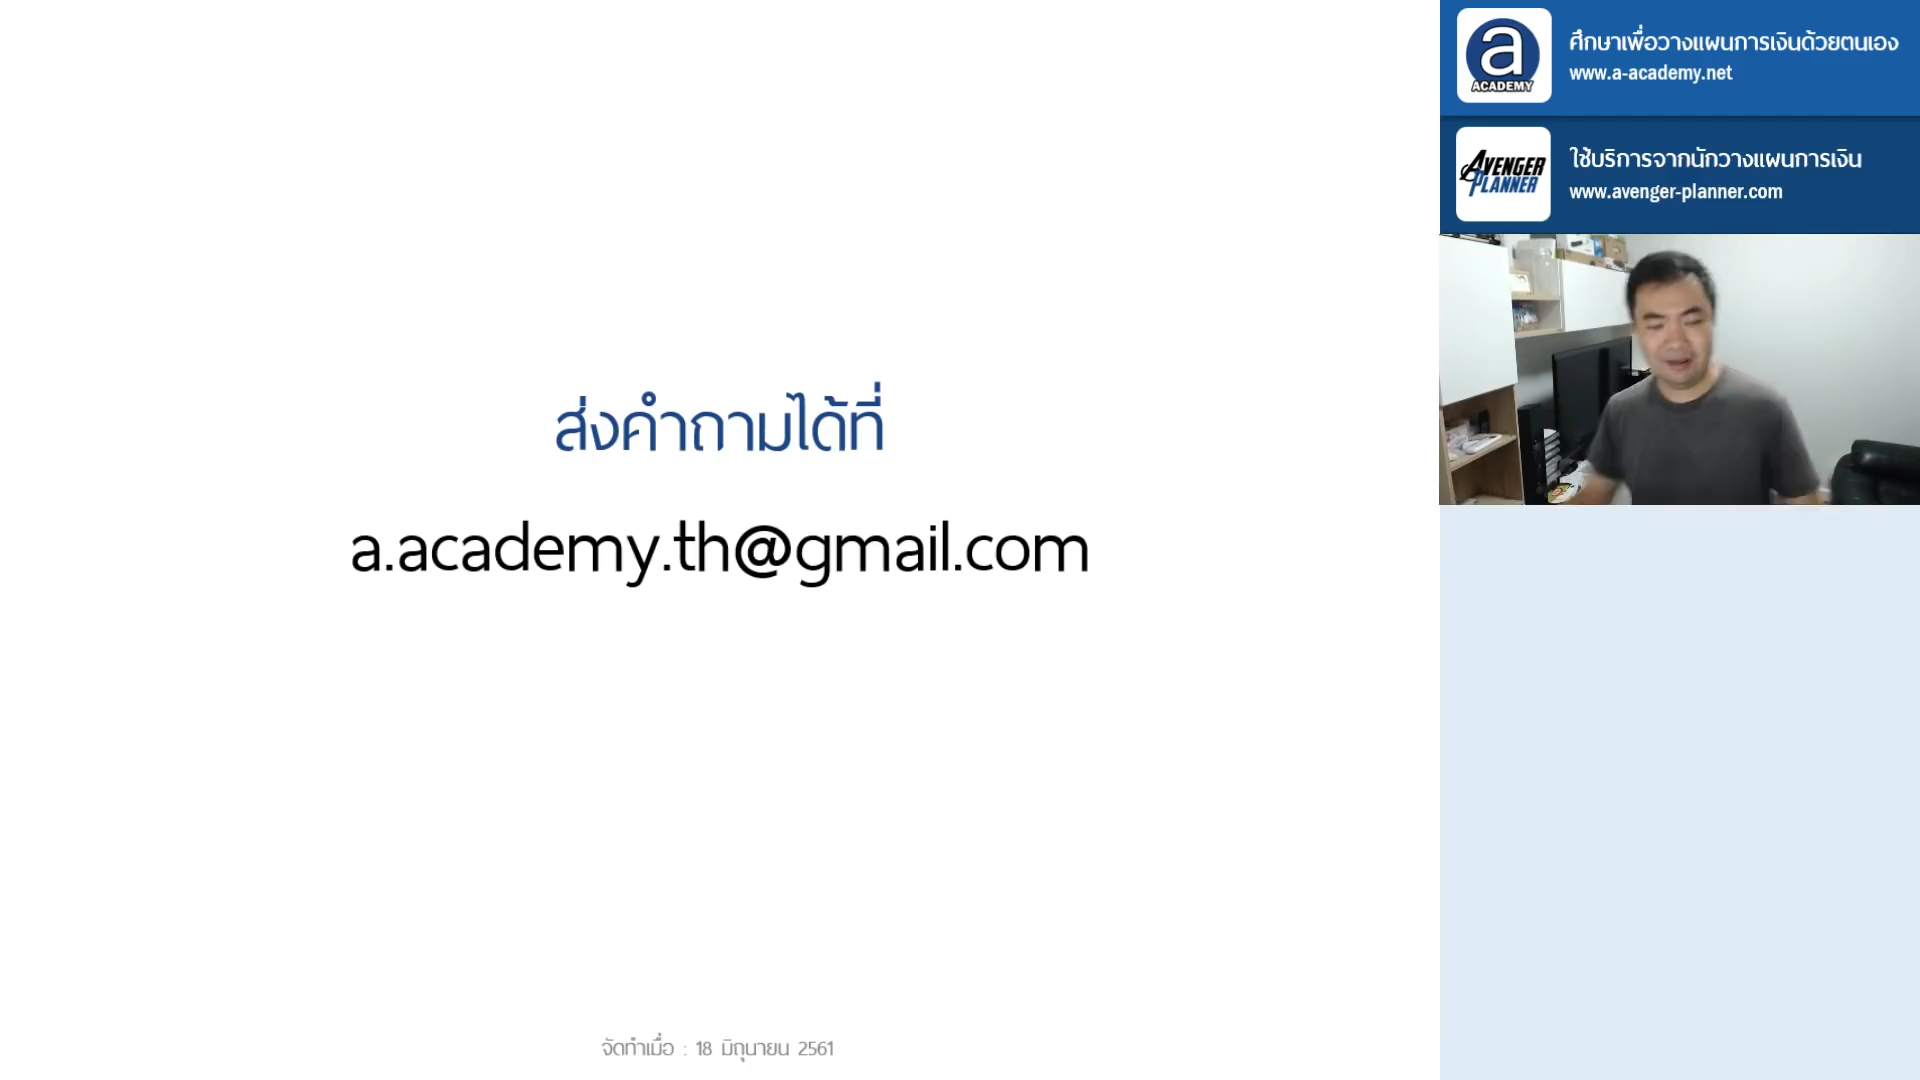 ส่งคำถามได้ที่
a.academy.th@gmail.com
จัดทำเมื่อ : 18 มิถุนายน 2561
a
ACADEMY
ศึกษาเพื่อวางแผนการเงินด้วยตนเอง
www.a-academy.net
AVENGER
PLANNER
ใช้บริการจากนักวางแผนการเงิน
www.avenger-planner.com